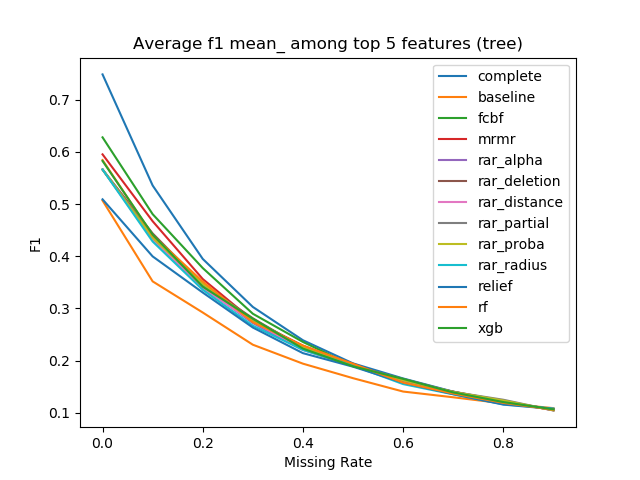 Average f1 mean_ among top 5 features (tree)
F1
0.7
0.6
0.5
0.4
0.3
0.2
0.1
complete
baseline
fcbf
mrmr
rar_alpha
rar_deletion
rar_distance
rar_partial
rar_proba
rar_radius
relief
rf
xgb
0.0
0.2
0.4
0.6
0.8
Missing Rate